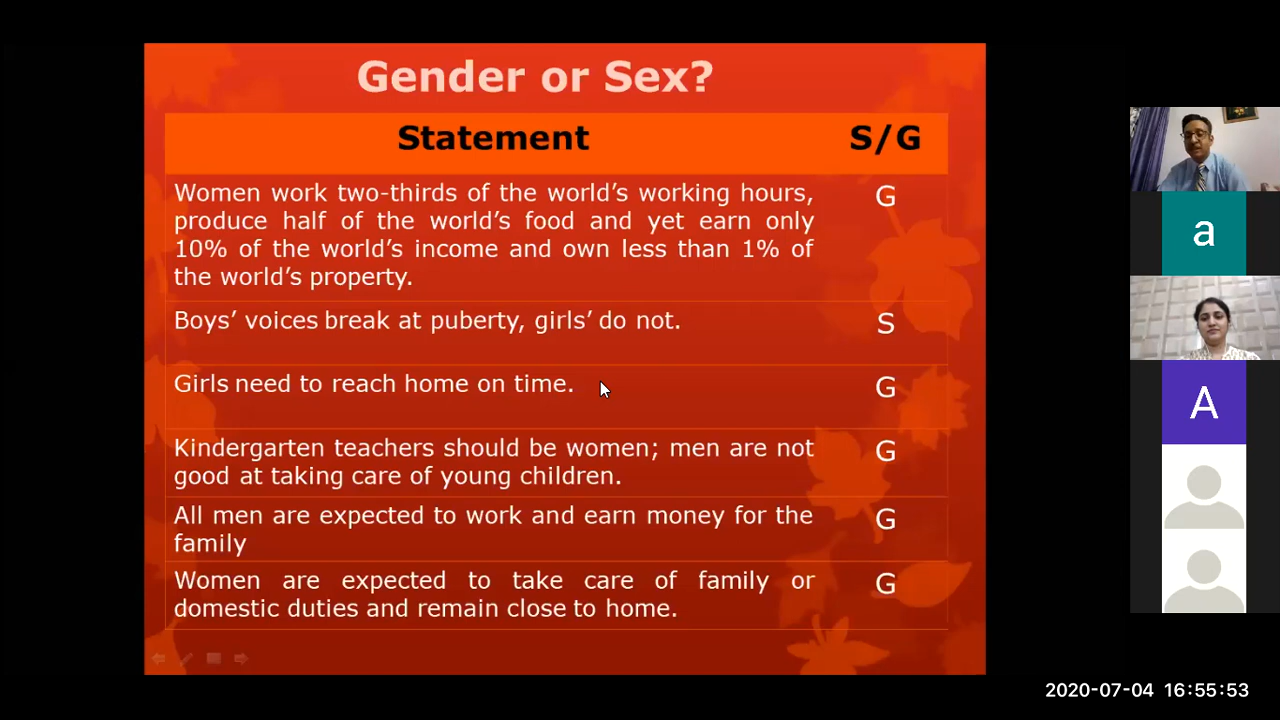 Gender or Sex?
Statement S/G
Women work two-thirds of the world's working hours, G
produce half of the world's food and yet earn only
10% of the world's income and own less than 1% of
the world's property.
Boys' voices break at puberty, girls' do not. S
Girls need to reach home on time. G
Kindergarten teachers should be women; men are not G
good at taking care of young children.
All men are expected to work and earn money for the G
family
Women are expected to take care of family or G
domestic duties and remain close to home.
a
A
2020-07-04 16:55:53